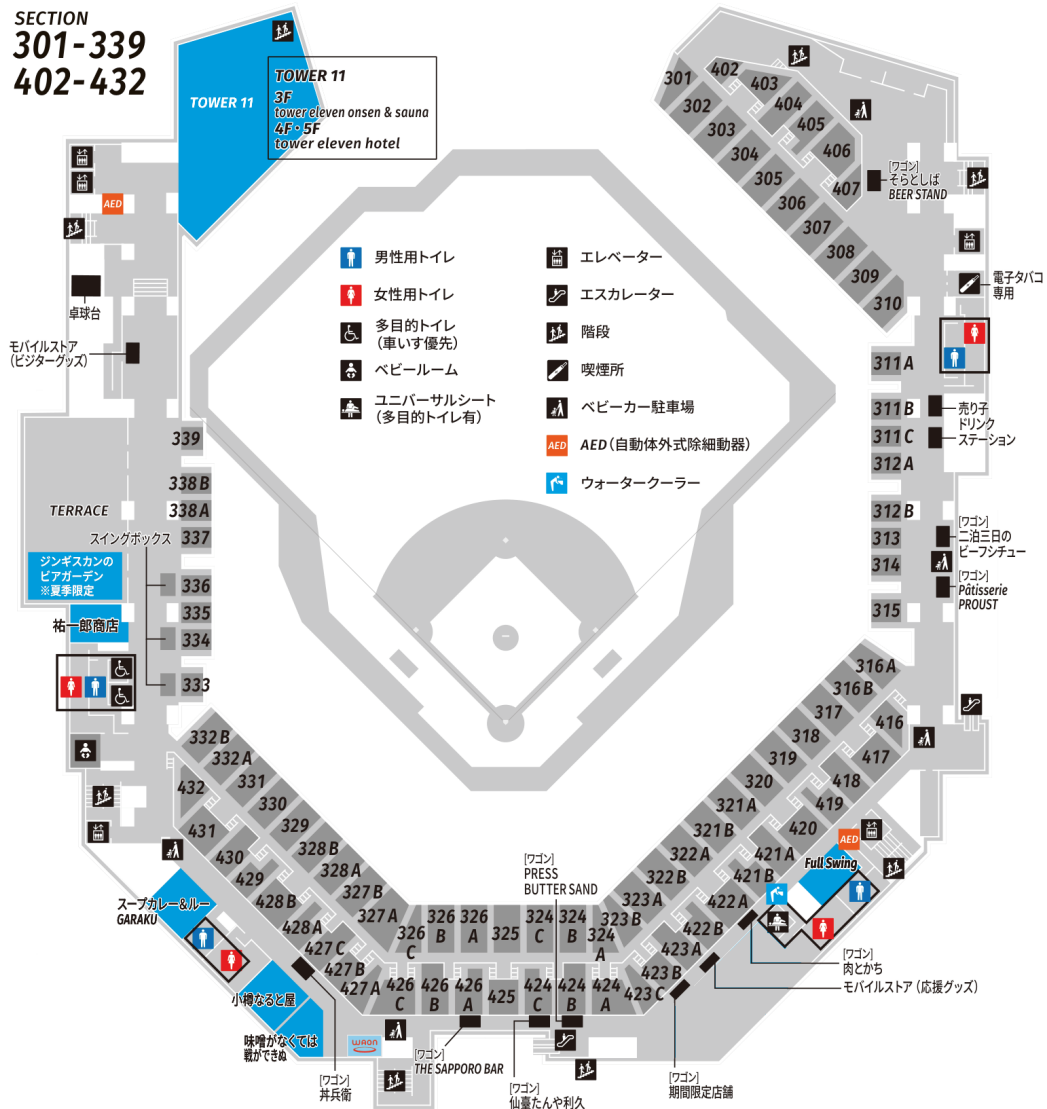 SECTION
301-339
402-432
TOWER 11
TOWER 11
3F
tower eleven onsen & sauna
4F・5F
tower eleven hotel
AED
卓球台
モバイルストア
(ビジターグッズ)
男性用トイレ
女性用トイレ
多目的トイレ
(車いす優先)
ベビールーム
ユニバーサルシート
(多目的トイレ有)
エレベーター
エスカレーター
階段
喫煙所
ベビーカー駐車場
AED
AED(自動体外式除細動器)
ウォータークーラー
301
302
303
304
305
306
307
308
309
310
402
403
404
405
406
407
[ワゴン]
そらとしば
BEER STAND
電子タバコ
専用
311 A
311 B
311 C
312 A
312 B
313
314
315
売り子
ドリンク
ステーション
[ワゴン]
二泊三日の
ビーフシチュー
[ワゴン]
Pâtisserie
PROUST
339
338 B
338 A
337
336
335
334
333
TERRACE
スイングボックス
ジンギスカンの
ビアガーデン
※夏季限定
祐一郎商店
316 A
316 B
317
318
319
320
321 A
321 B
322 A
322 B
323 A
323 B
324
A
324
B
324
C
325
326
A
326
B
326
C
327 A
327 B
328 A
328 B
329
330
331
332 A
332 B
416
417
418
419
420
421 A
421 B
422 A
422 B
423 A
423 B
423 C
424
A
424
B
424
C
425
426
A
426
B
426
C
427 A
427 B
427 C
428 A
428 B
429
430
431
432
AED
Full Swing
スープカレー&ルー
GARAKU
小樽なると屋
味噌がなくては
戦ができぬ
WAON
[ワゴン]
丼兵衛
[ワゴン]
THE SAPPORO BAR
[ワゴン]
仙臺たんや利久
[ワゴン]
PRESS
BUTTER SAND
[ワゴン]
期間限定店舗
モバイルストア (応援グッズ)
[ワゴン]
肉とかち